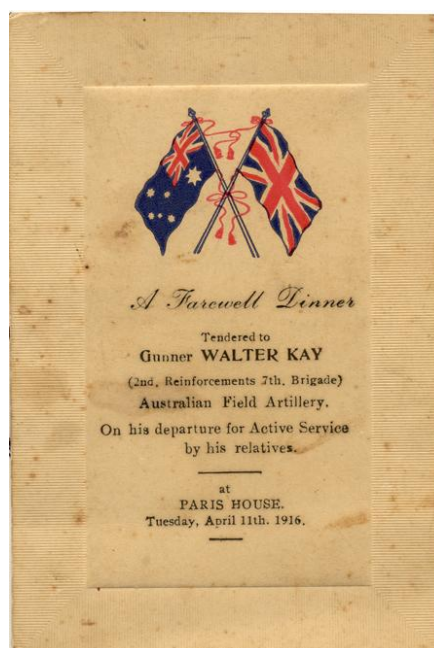 A Farewell Dinner
Tendered to
Gunner WALTER KAY
(2nd. Reinforcements 7th. Brigade)
Australian Field Artillery.
On his departure for Active Service
by his relatives.
at
PARIS HOUSE.
Tuesday, April 11th. 1916.